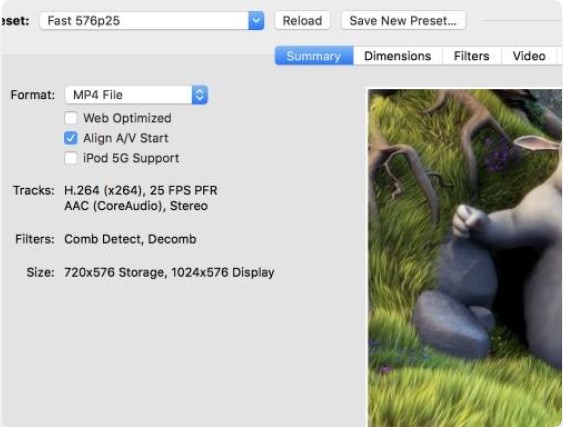 eset: Fast 576p25 Reload Save New Preset...
Summary Dimensions Filters Video
Format: MP4 File
Web Optimized
Align A/V Start
iPod 5G Support
Tracks: H.264 (x264), 25 FPS PFR
AAC (CoreAudio), Stereo
Filters: Comb Detect, Decomb
Size: 720x576 Storage, 1024x576 Display